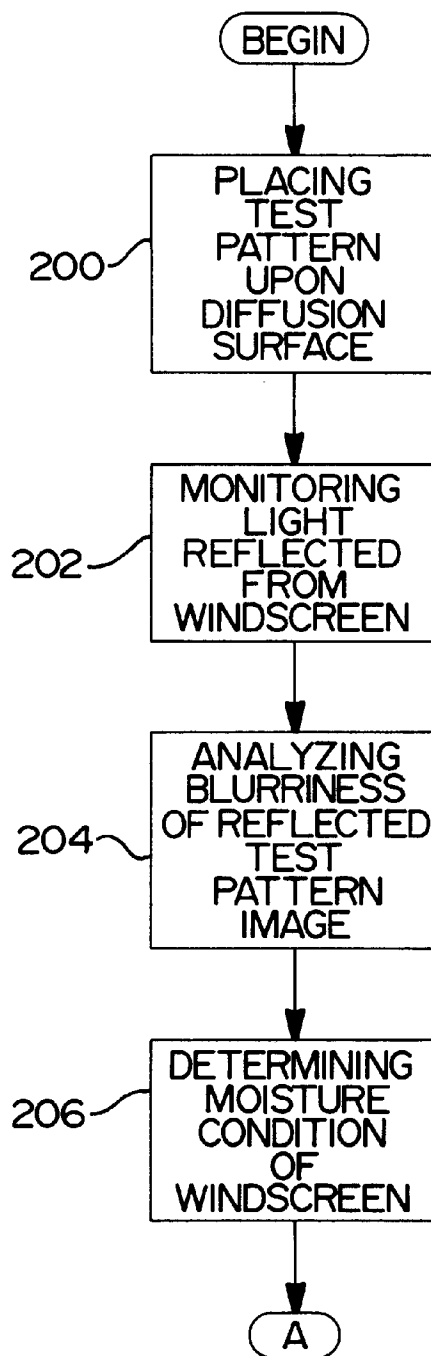 BEGIN
200
PLACING
TEST
PATTERN
UPON
DIFFUSION
SURFACE
202
MONITORING
LIGHT
REFLECTED
FROM
WINDSCREEN
204
ANALYZING
BLURRINESS
OF REFLECTED
TEST
PATTERN
IMAGE
206
DETERMINING
MOISTURE
CONDITION
OF
WINDSCREEN
A